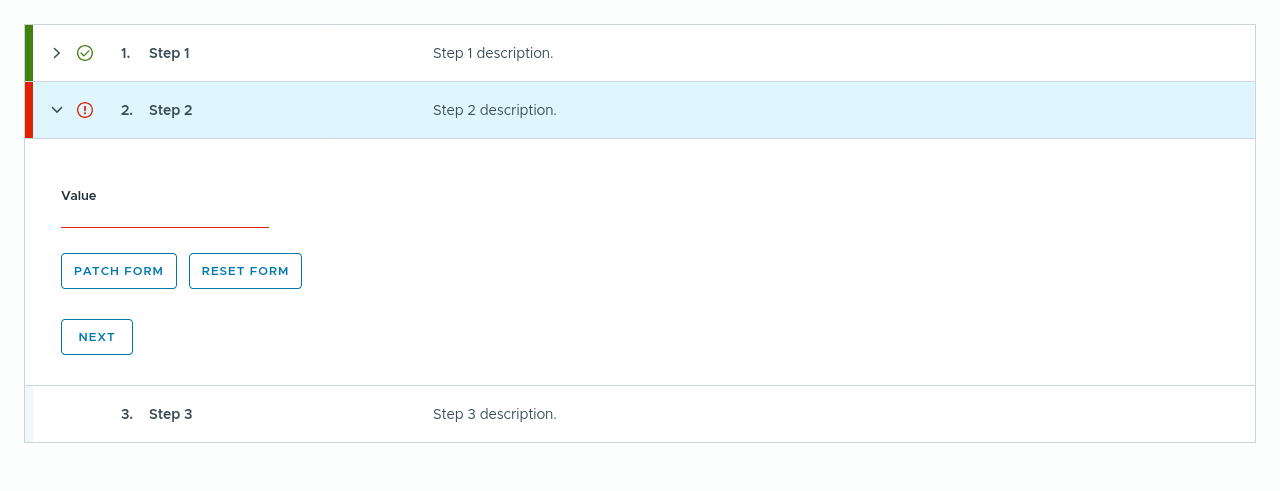 1. Step 1 Step 1 description.
2. Step 2 Step 2 description.
Value
PATCH FORM RESET FORM
NEXT
3. Step 3 Step 3 description.